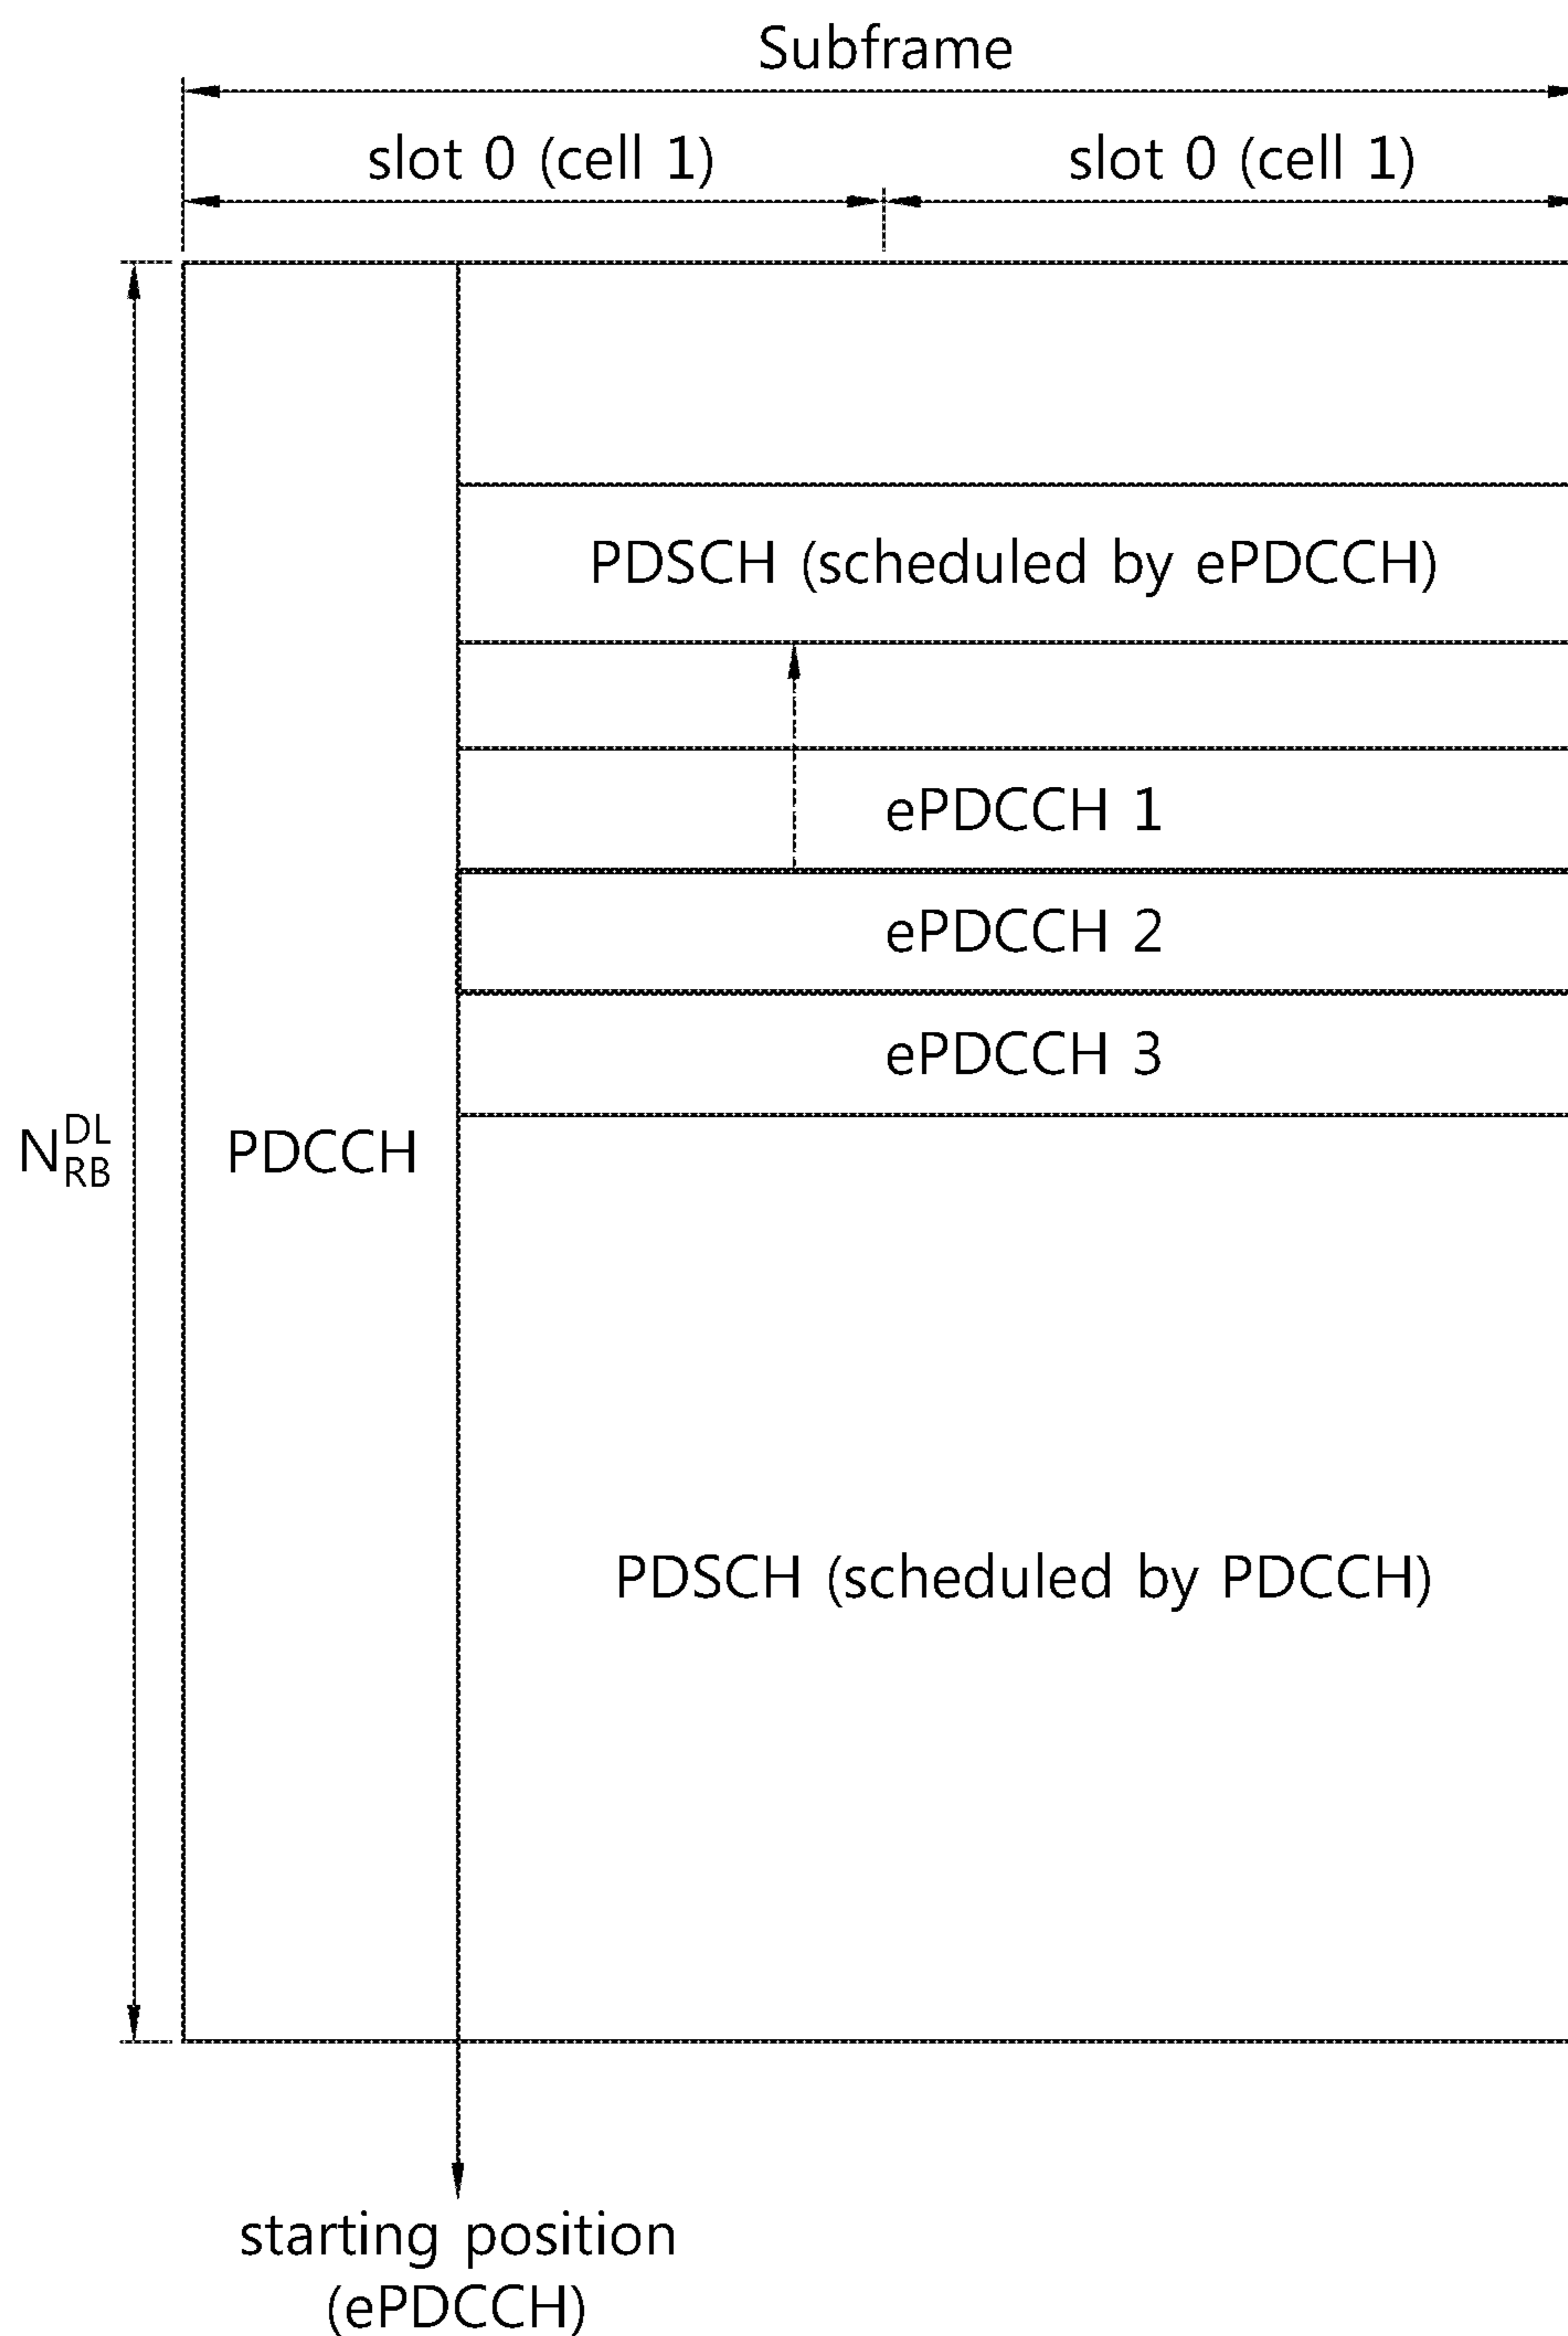 Subframe
slot 0 (cell 1) slot 0 (cell 1)
PDSCH (scheduled by ePDCCH)
ePDCCH 1
ePDCCH 2
ePDCCH 3
N DL RB
PDCCH
PDSCH (scheduled by PDCCH)
starting position
(ePDCCH)